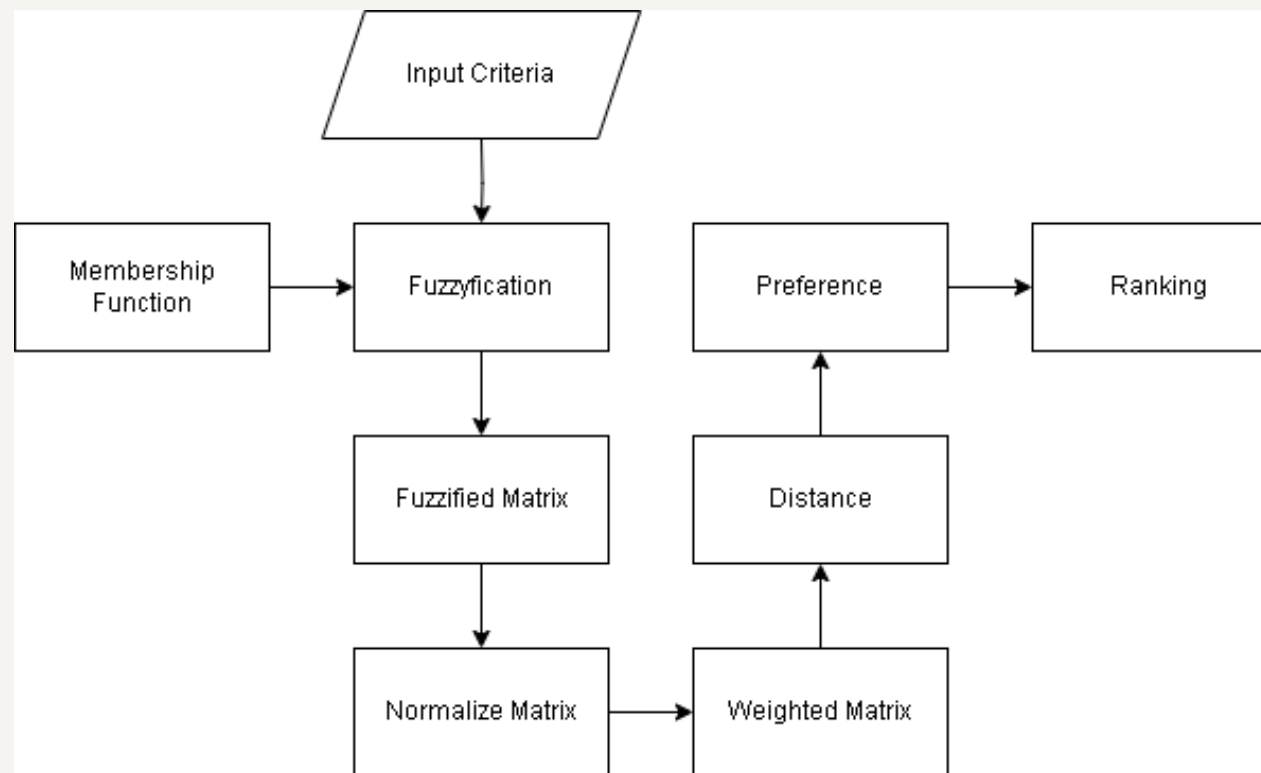 Input Criteria
Membership
Function
Fuzzyfication
Preference
Ranking
Fuzzified Matrix
Distance
Normalize Matrix
Weighted Matrix